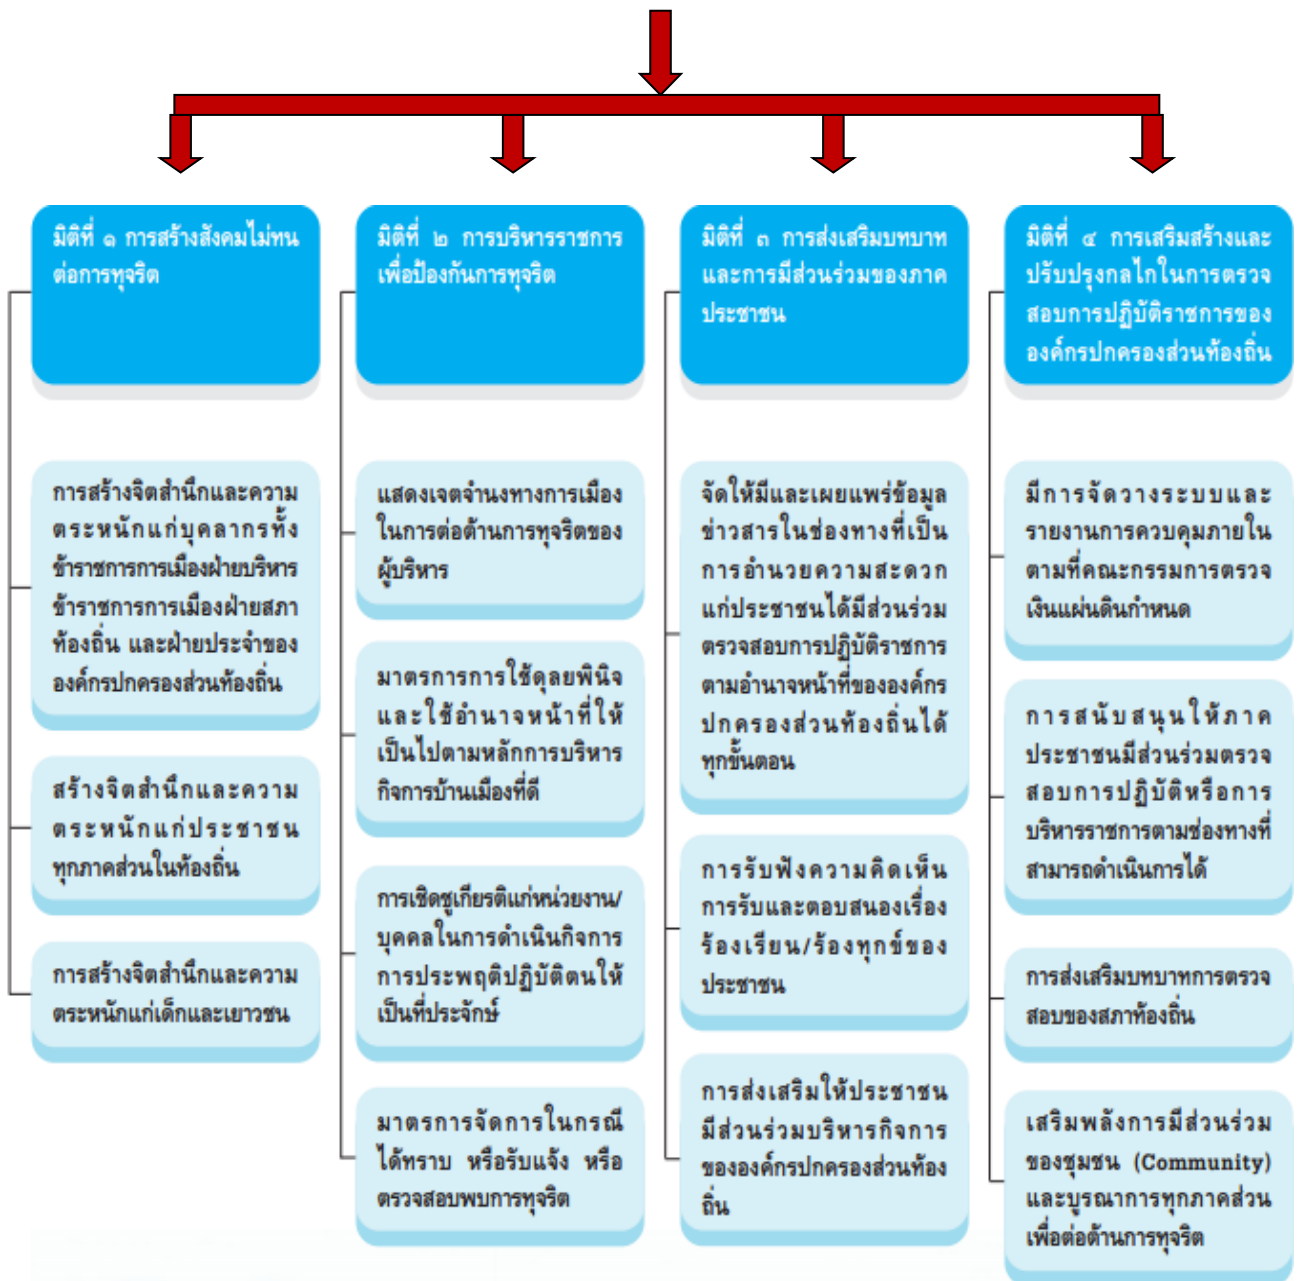 มิติที่ ๑ การสร้างสังคมไม่ทน
ต่อการทุจริต
การสร้างจิตสำนึกและความ
ตระหนักแก่บุคลากรทั้ง
ข้าราชการการเมืองฝ่ายบริหาร
ข้าราชการการเมืองฝ่ายสภา
ท้องถิ่น และฝ่ายประจำของ
องค์กรปกครองส่วนท้องถิ่น
สร้างจิตสำนึกและความ
ตระหนักแก่ประชาชน
ทุกภาคส่วนในท้องถิ่น
การสร้างจิตสำนึกและความ
ตระหนักแก่เด็กและเยาวชน
มิติที่ ๒ การบริหารราชการ
เพื่อป้องกันการทุจริต
แสดงเจตจำนงทางการเมือง
ในการต่อต้านการทุจริตของ
ผู้บริหาร
มาตรการการใช้ดุลยพินิจ
และใช้อำนาจหน้าที่ให้
เป็นไปตามหลักการบริหาร
กิจการบ้านเมืองที่ดี
การเชิดชูเกียรติแก่หน่วยงาน/
บุคคลในการดำเนินกิจการ
การประพฤติปฏิบัติตนให้
เป็นที่ประจักษ์
มาตรการจัดการในกรณี
ได้ทราบ หรือรับแจ้ง หรือ
ตรวจสอบพบการทุจริต
มิติที่ ๓ การส่งเสริมบทบาท
และการมีส่วนร่วมของภาค
ประชาชน
จัดให้มีและเผยแพร่ข้อมูล
ข่าวสารในช่องทางที่เป็น
การอำนวยความสะดวก
แก่ประชาชนได้มีส่วนร่วม
ตรวจสอบการปฏิบัติราชการ
ตามอำนาจหน้าที่ขององค์กร
ปกครองส่วนท้องถิ่นได้
ทุกขั้นตอน
การรับฟังความคิดเห็น
การรับและตอบสนองเรื่อง
ร้องเรียน/ร้องทุกข์ของ
ประชาชน
การส่งเสริมให้ประชาชน
มีส่วนร่วมบริหารกิจการ
ขององค์กรปกครองส่วนท้อง
ถิ่น
มิติที่ ๔ การเสริมสร้างและ
ปรับปรุงกลไกในการตรวจ
สอบการปฏิบัติราชการของ
องค์กรปกครองส่วนท้องถิ่น
มีการจัดวางระบบและ
รายงานการควบคุมภายใน
ตามที่คณะกรรมการตรวจ
เงินแผ่นดินกำหนด
การสนับสนุนให้ภาค
ประชาชนมีส่วนร่วมตรวจ
สอบการปฏิบัติหรือการ
บริหารราชการตามช่องทางที่
สามารถดำเนินการได้
การส่งเสริมบทบาทการตรวจ
สอบของสภาท้องถิ่น
เสริมพลังการมีส่วนร่วม
ของชุมชน (Community)
และบูรณาการทุกภาคส่วน
เพื่อต่อต้านการทุจริต